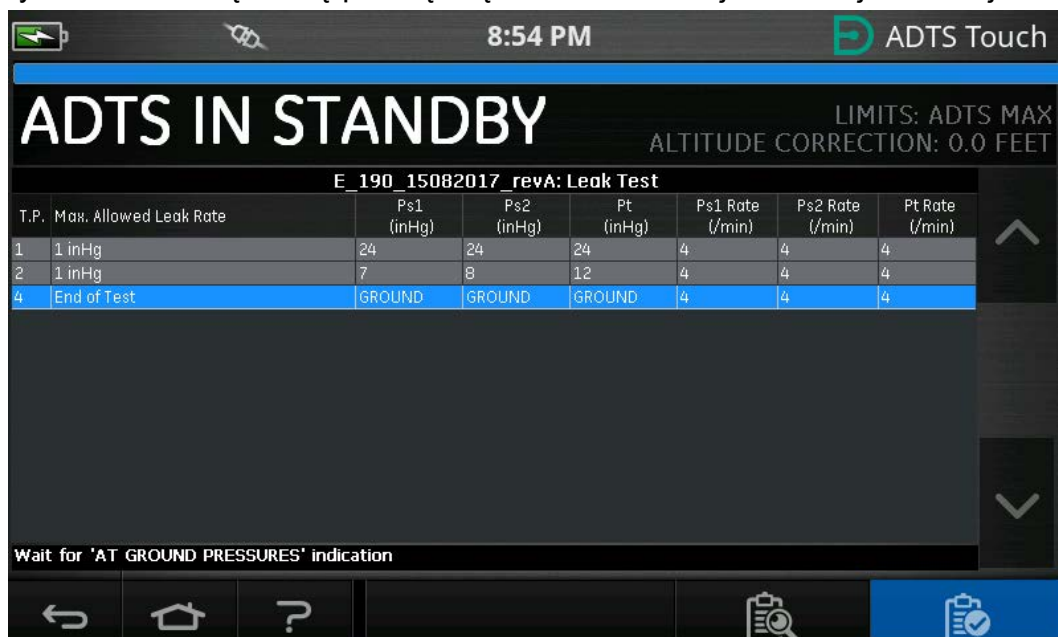 8:54 PM
ADTS Touch
ADTS IN STANDBY
LIMITS: ADTS MAX
ALTITUDE CORRECTION: 0.0 FEET
E_190_15082017_revA: Leak Test
T.P. Max. Allowed Leak Rate Ps1 (inHg) Ps2 (inHg) Pt (inHg) Ps1 Rate (/min) Ps2 Rate (/min) Pt Rate (/min)
1 1 inHg 24 24 24 4 4 4
2 1 inHg 7 8 12 4 4 4
4 End of Test GROUND GROUND GROUND 4 4 4
Wait for 'AT GROUND PRESSURES' indication
?